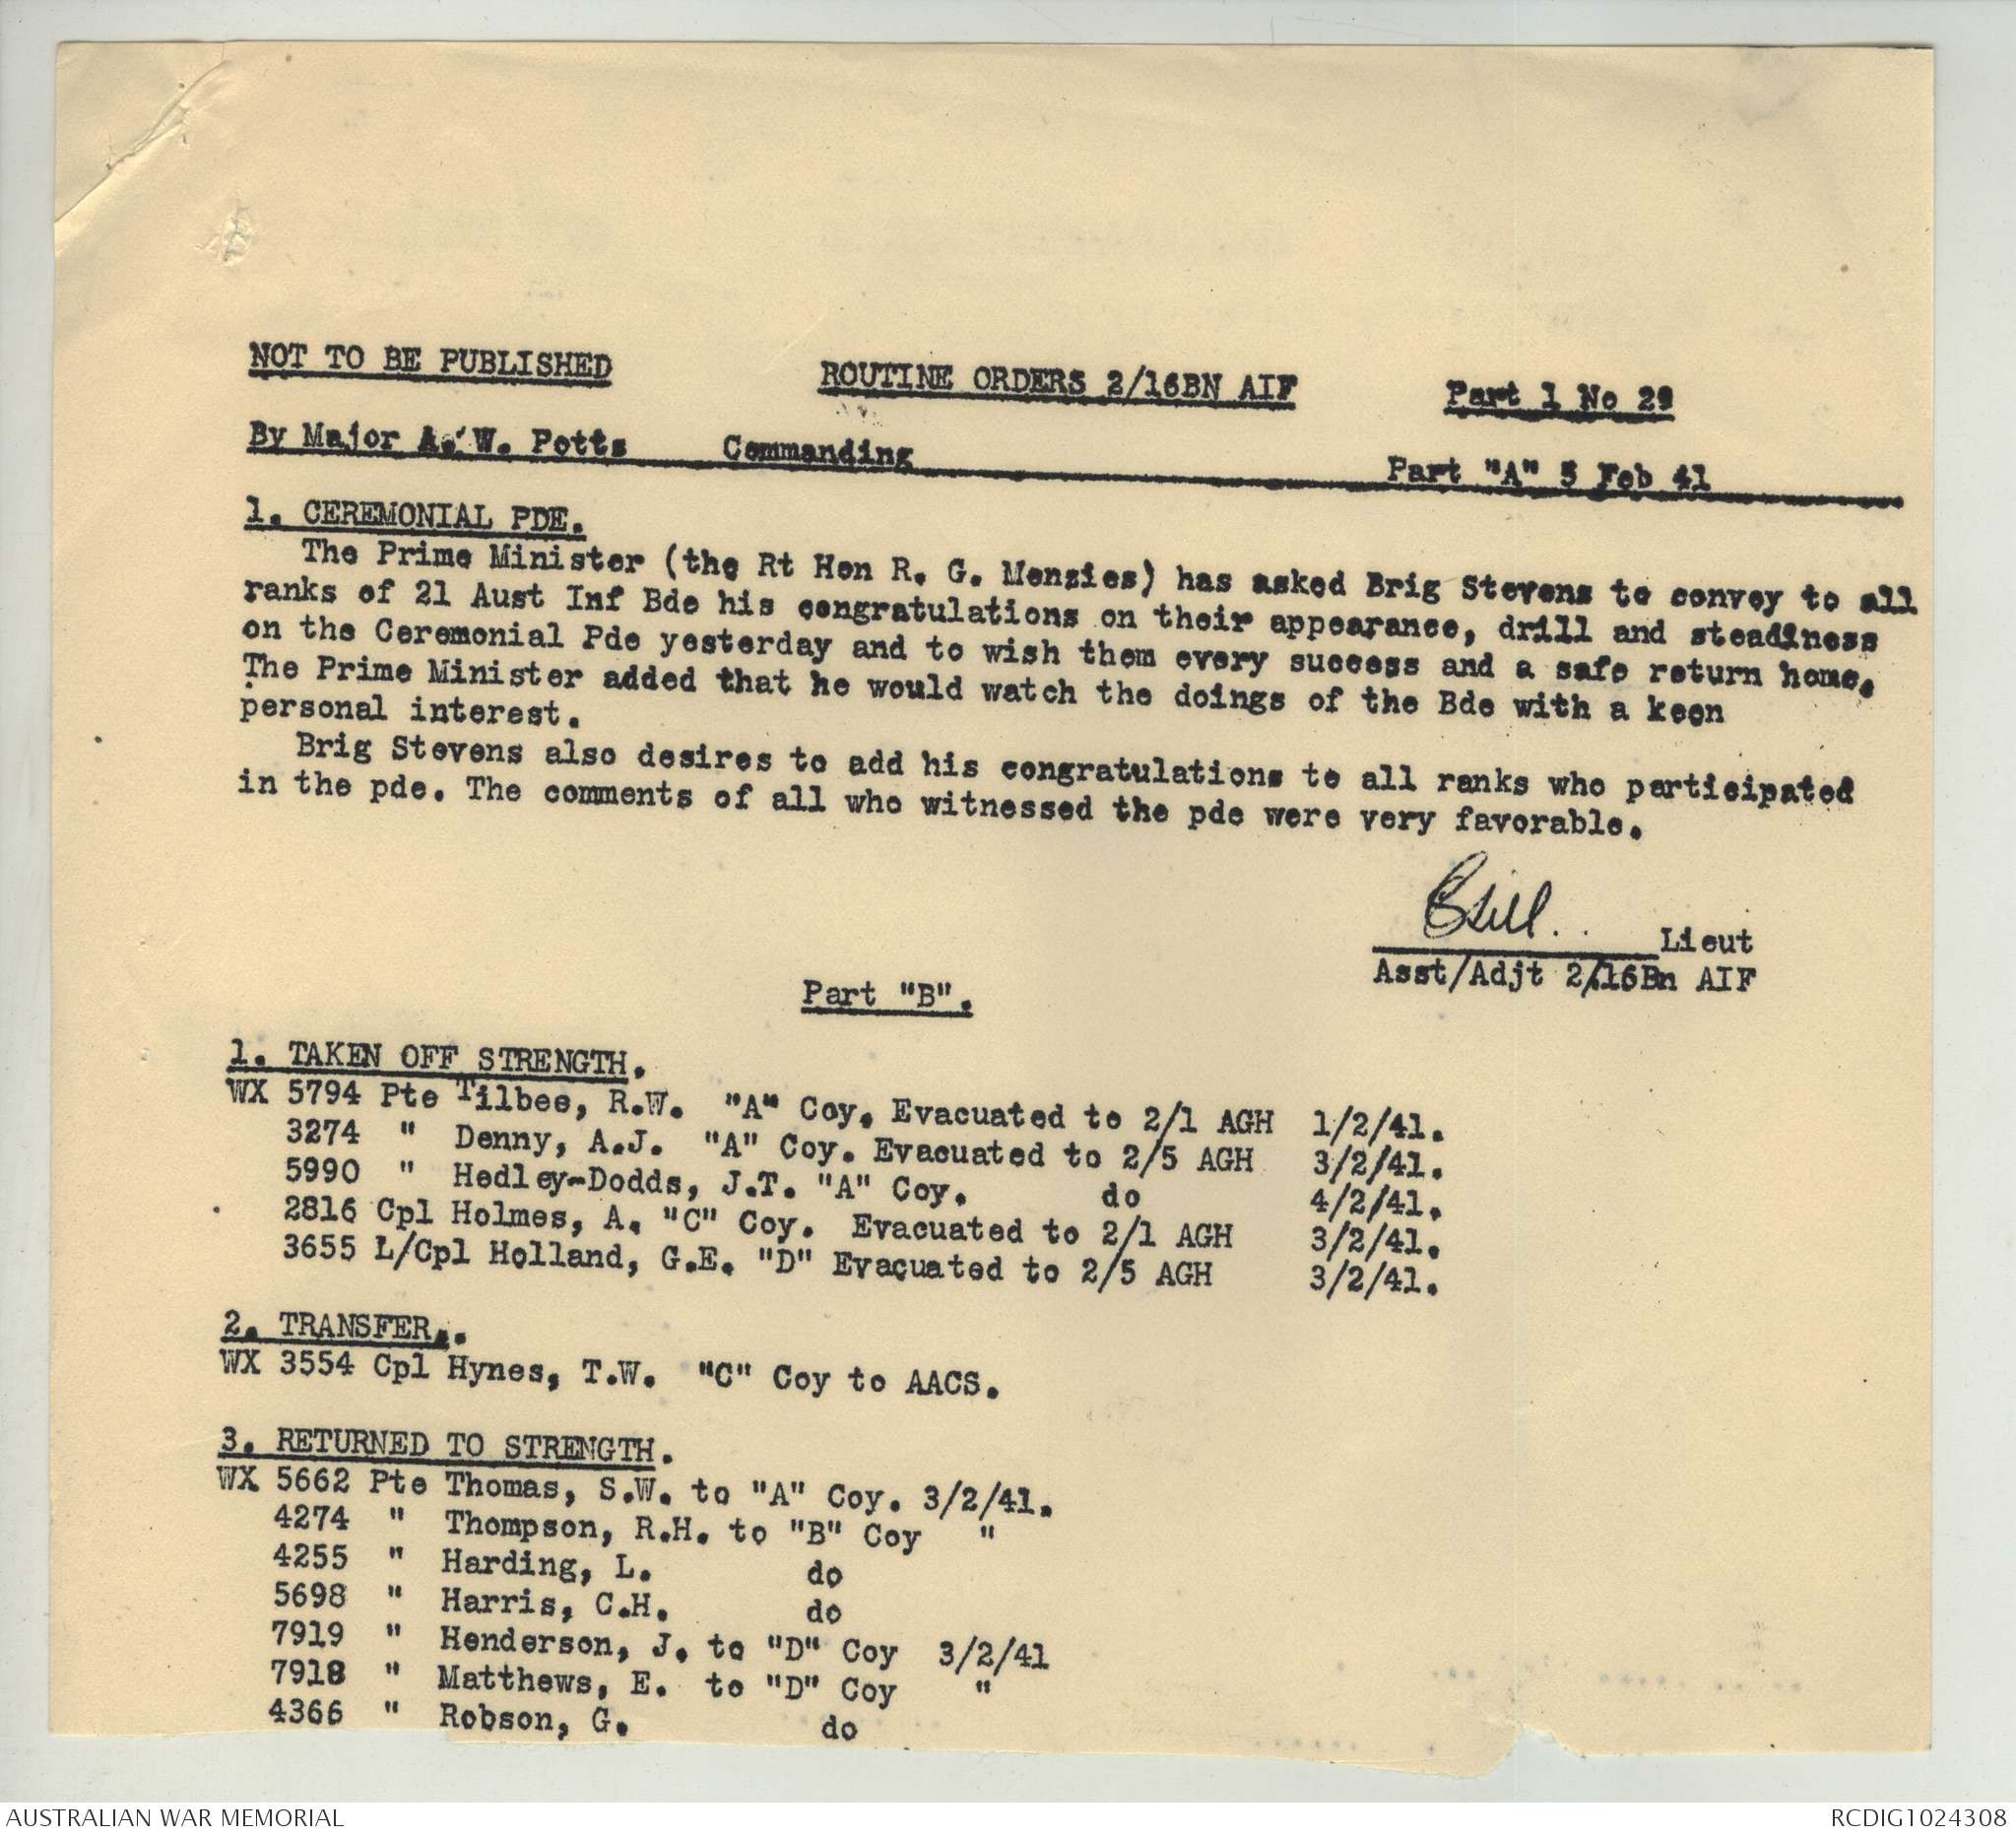 NOT TO BE PUBLISHED
ROUTINE ORDERS 2/16BN AIF
Part 1 No 29
By Major A. W. Potts Commanding
Part "A" 5 Feb 41
1. CEREMONIAL PDE.
The Prime Minister (the Rt Hon R. G. Menzies) has asked Brig Stevens to convey to all
ranks of 21 Aust Inf Bde his congratulations on their appearance, drill and steadiness
on the Ceremonial Pde yesterday and to wish them every success and a safe return home.
The Prime Minister added that he would watch the doings of the Bde with a keen
personal interest.
Brig Stevens also desires to add his congratulations to all ranks who participated
in the pde. The comments of all who witnessed the pde were very favorable.
Lieut
Asst/Adjt 2/16Bn AIF
Part "B".
1. TAKEN OFF STRENGTH.
WX 5794 Pte Tilbee, R.W. "A" Coy. Evacuated to 2/1 AGH 1/2/41.
3274 " Denny, A.J. "A" Coy. Evacuated to 2/5 AGH 3/2/41.
5990 " Hedley-Dodds, J.T. "A" Coy. do 4/2/41.
2816 Cpl Holmes, A. "C" Coy. Evacuated to 2/1 AGH 3/2/41.
3655 L/Cpl Holland, G.E. "D" Evacuated to 2/5 AGH 3/2/41.
2. TRANSFER..
WX 3554 Cpl Hynes, T.W. "C" Coy to AACS.
3. RETURNED TO STRENGTH.
WX 5662 Pte Thomas, S.W. to "A" Coy. 3/2/41.
4274 " Thompson, R.H. to "B" Coy "
4255 " Harding, L. do
5698 " Harris, C.H. do
7919 " Henderson, J. to "D" Coy 3/2/41
7918 " Matthews, E. to "D" Coy "
4366 " Robson, G. do
AUSTRALIAN WAR MEMORIAL
RCDIG1024308